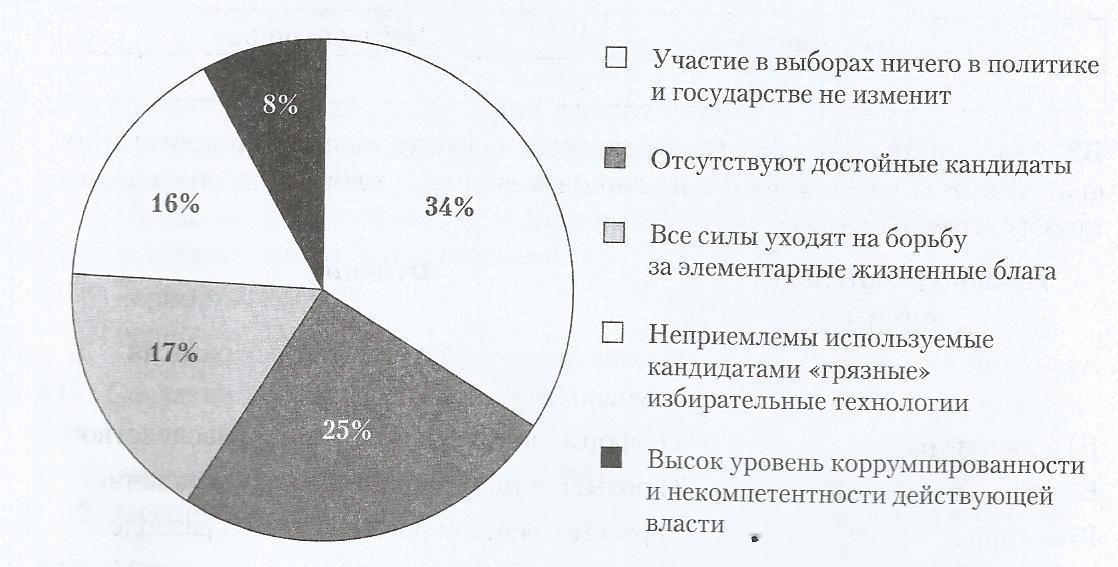 8%
16%
34%
17%
25%
Участие в выборах ничего в политике
и государстве не изменит
Отсутствуют достойные кандидаты
Все силы уходят на борьбу
за элементарные жизненные блага
Неприемлемы используемые
кандидатами «грязные»
избирательные технологии
Высок уровень коррумпированности
и некомпетентности действующей
власти